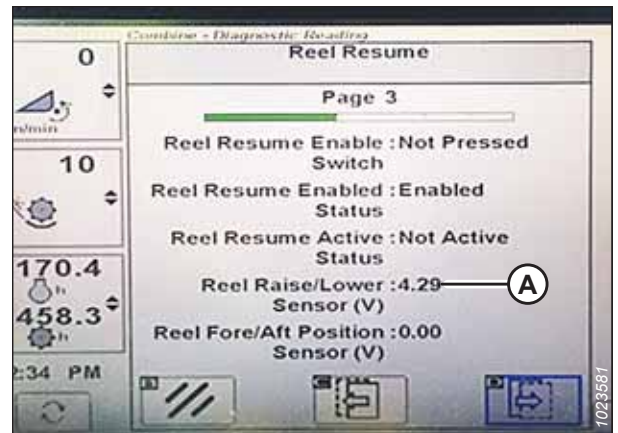 Combine - Diagnostic Reading
Reel Resume
0
Page 3
Reel Resume Enable :Not Pressed
Switch
10
Reel Resume Enabled :Enabled
Status
Reel Resume Active :Not Active
Status
170.4
h
Reel Raise/Lower :4.29
A
Sensor (V)
458.3
h
Reel Fore/Aft Position :0.00
Sensor (V)
2:34 PM
1023581